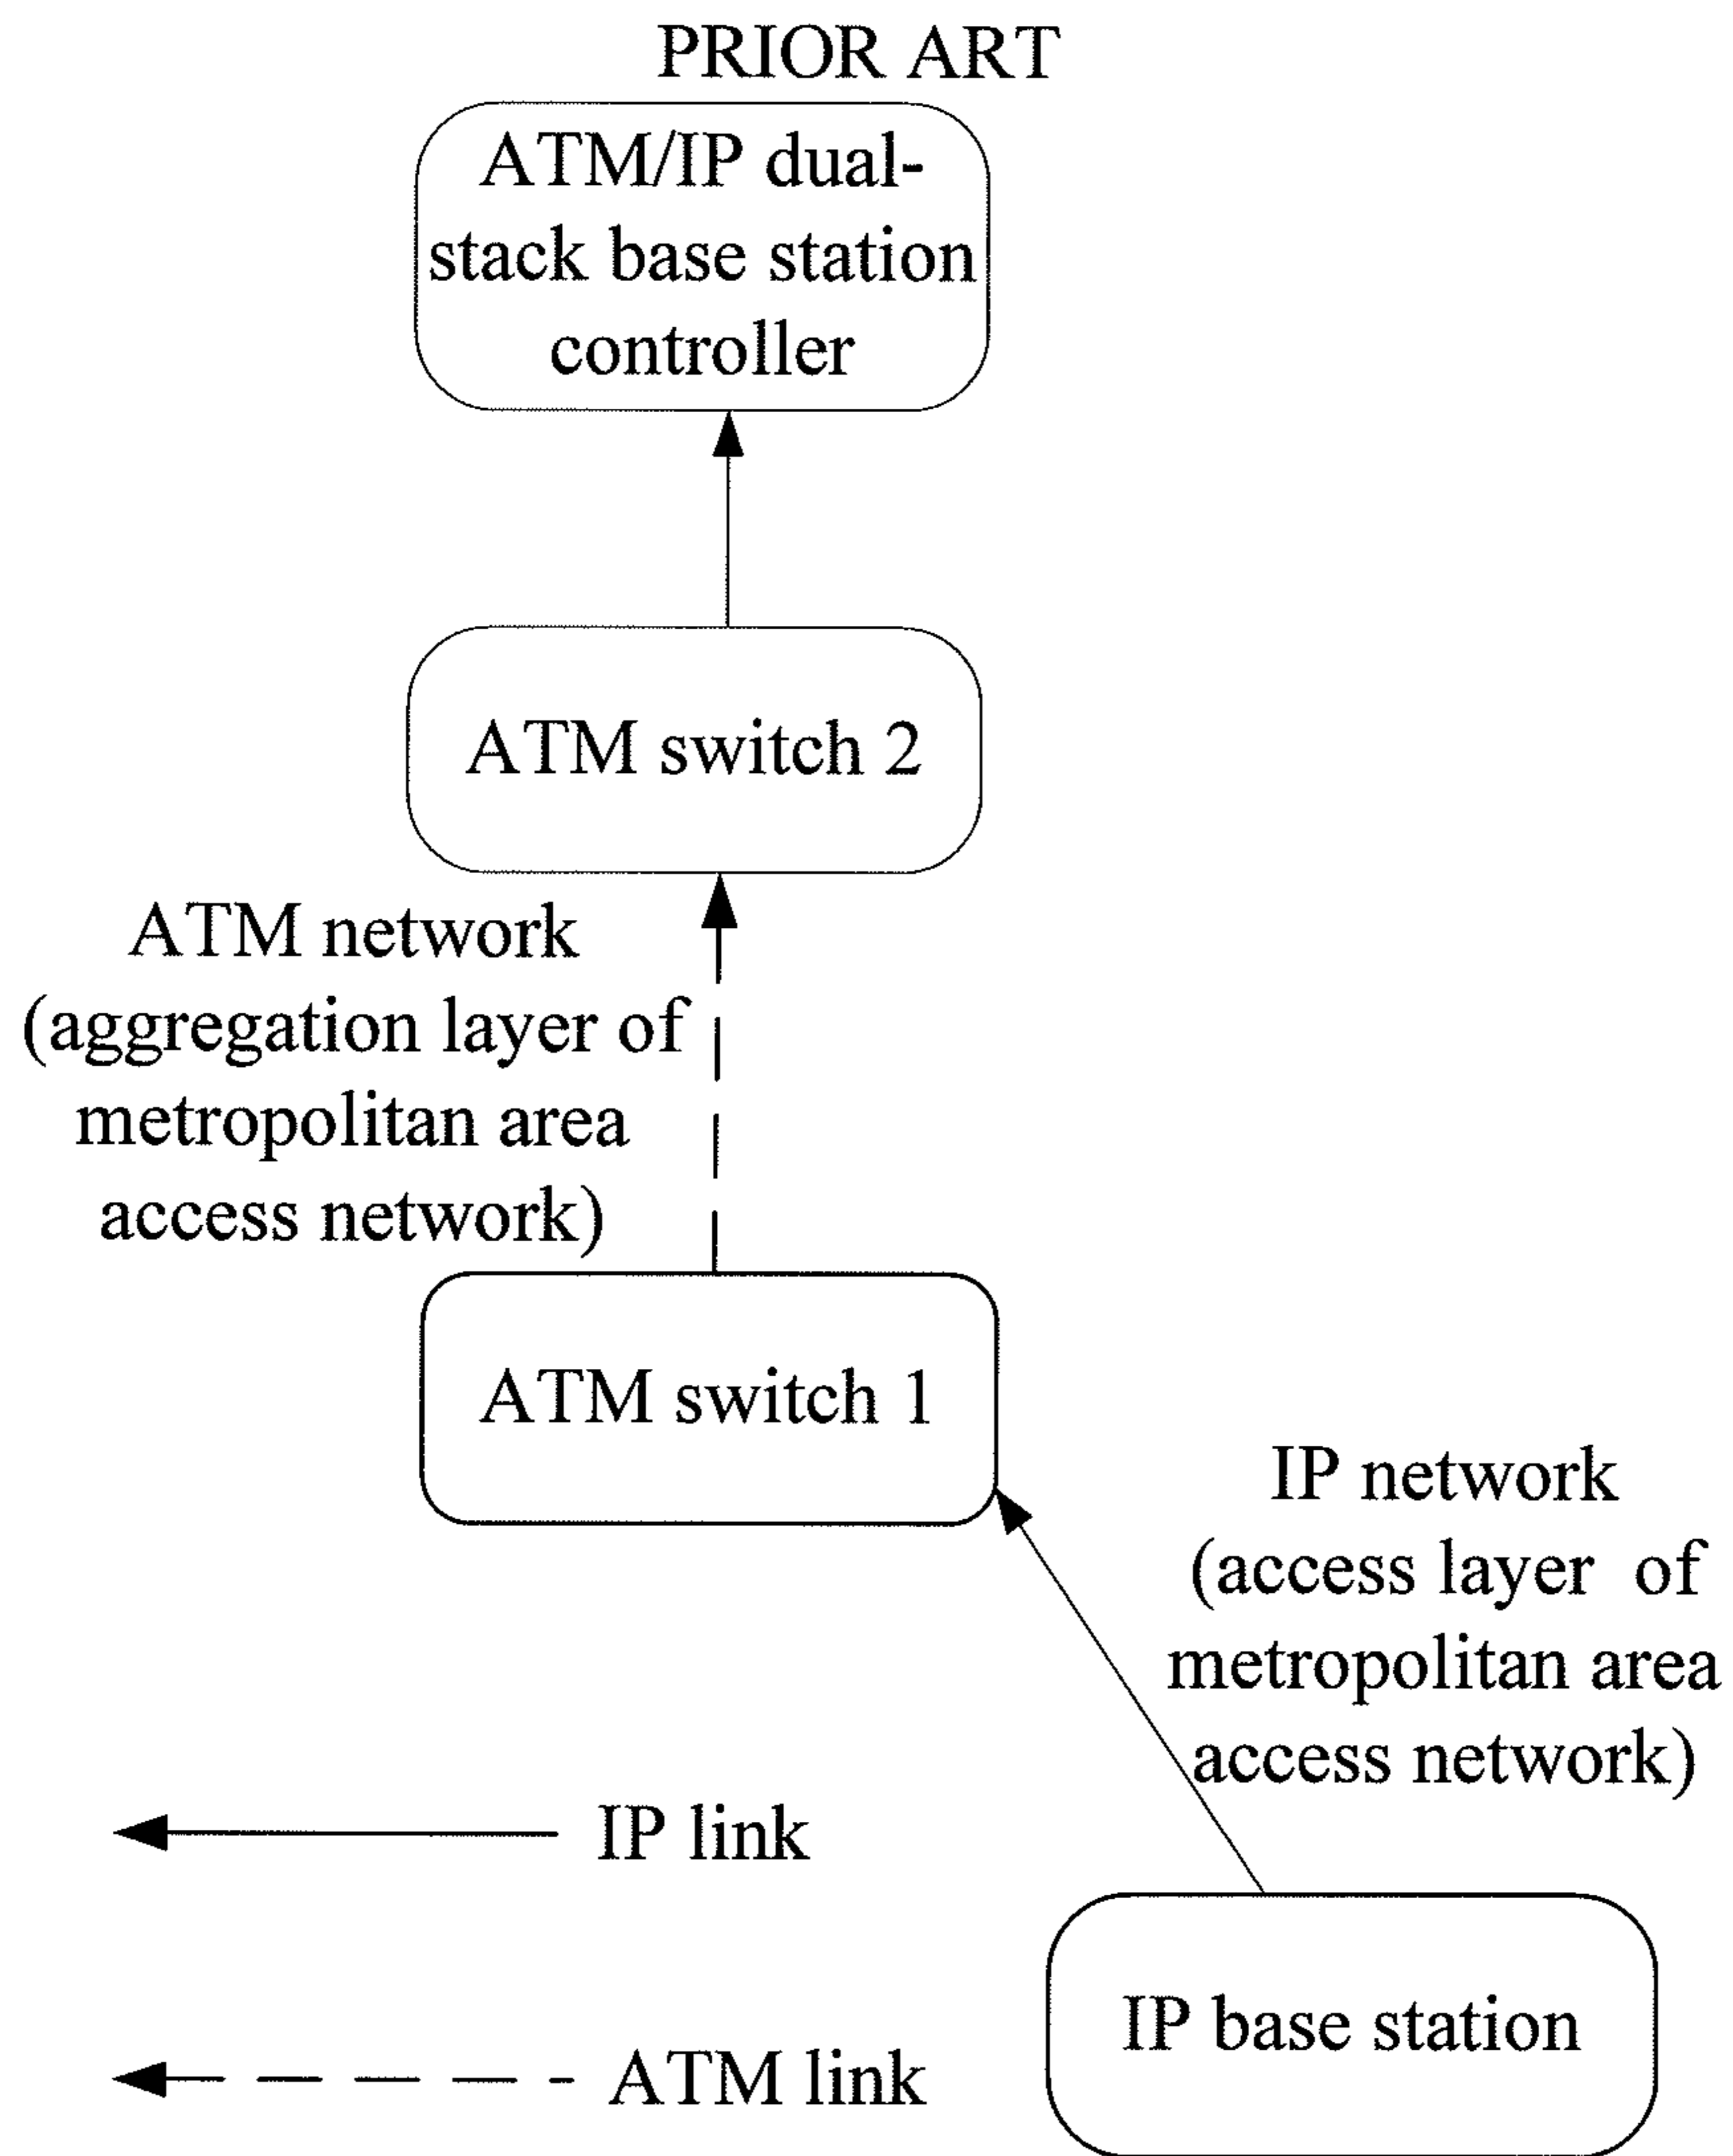 PRIOR ART
ATM/IP dual-
stack base station
controller
ATM switch 2
ATM network
(aggregation layer of
metropolitan area
access network)
ATM switch 1
IP network
(access layer of
metropolitan area
access network)
IP link
IP base station
ATM link